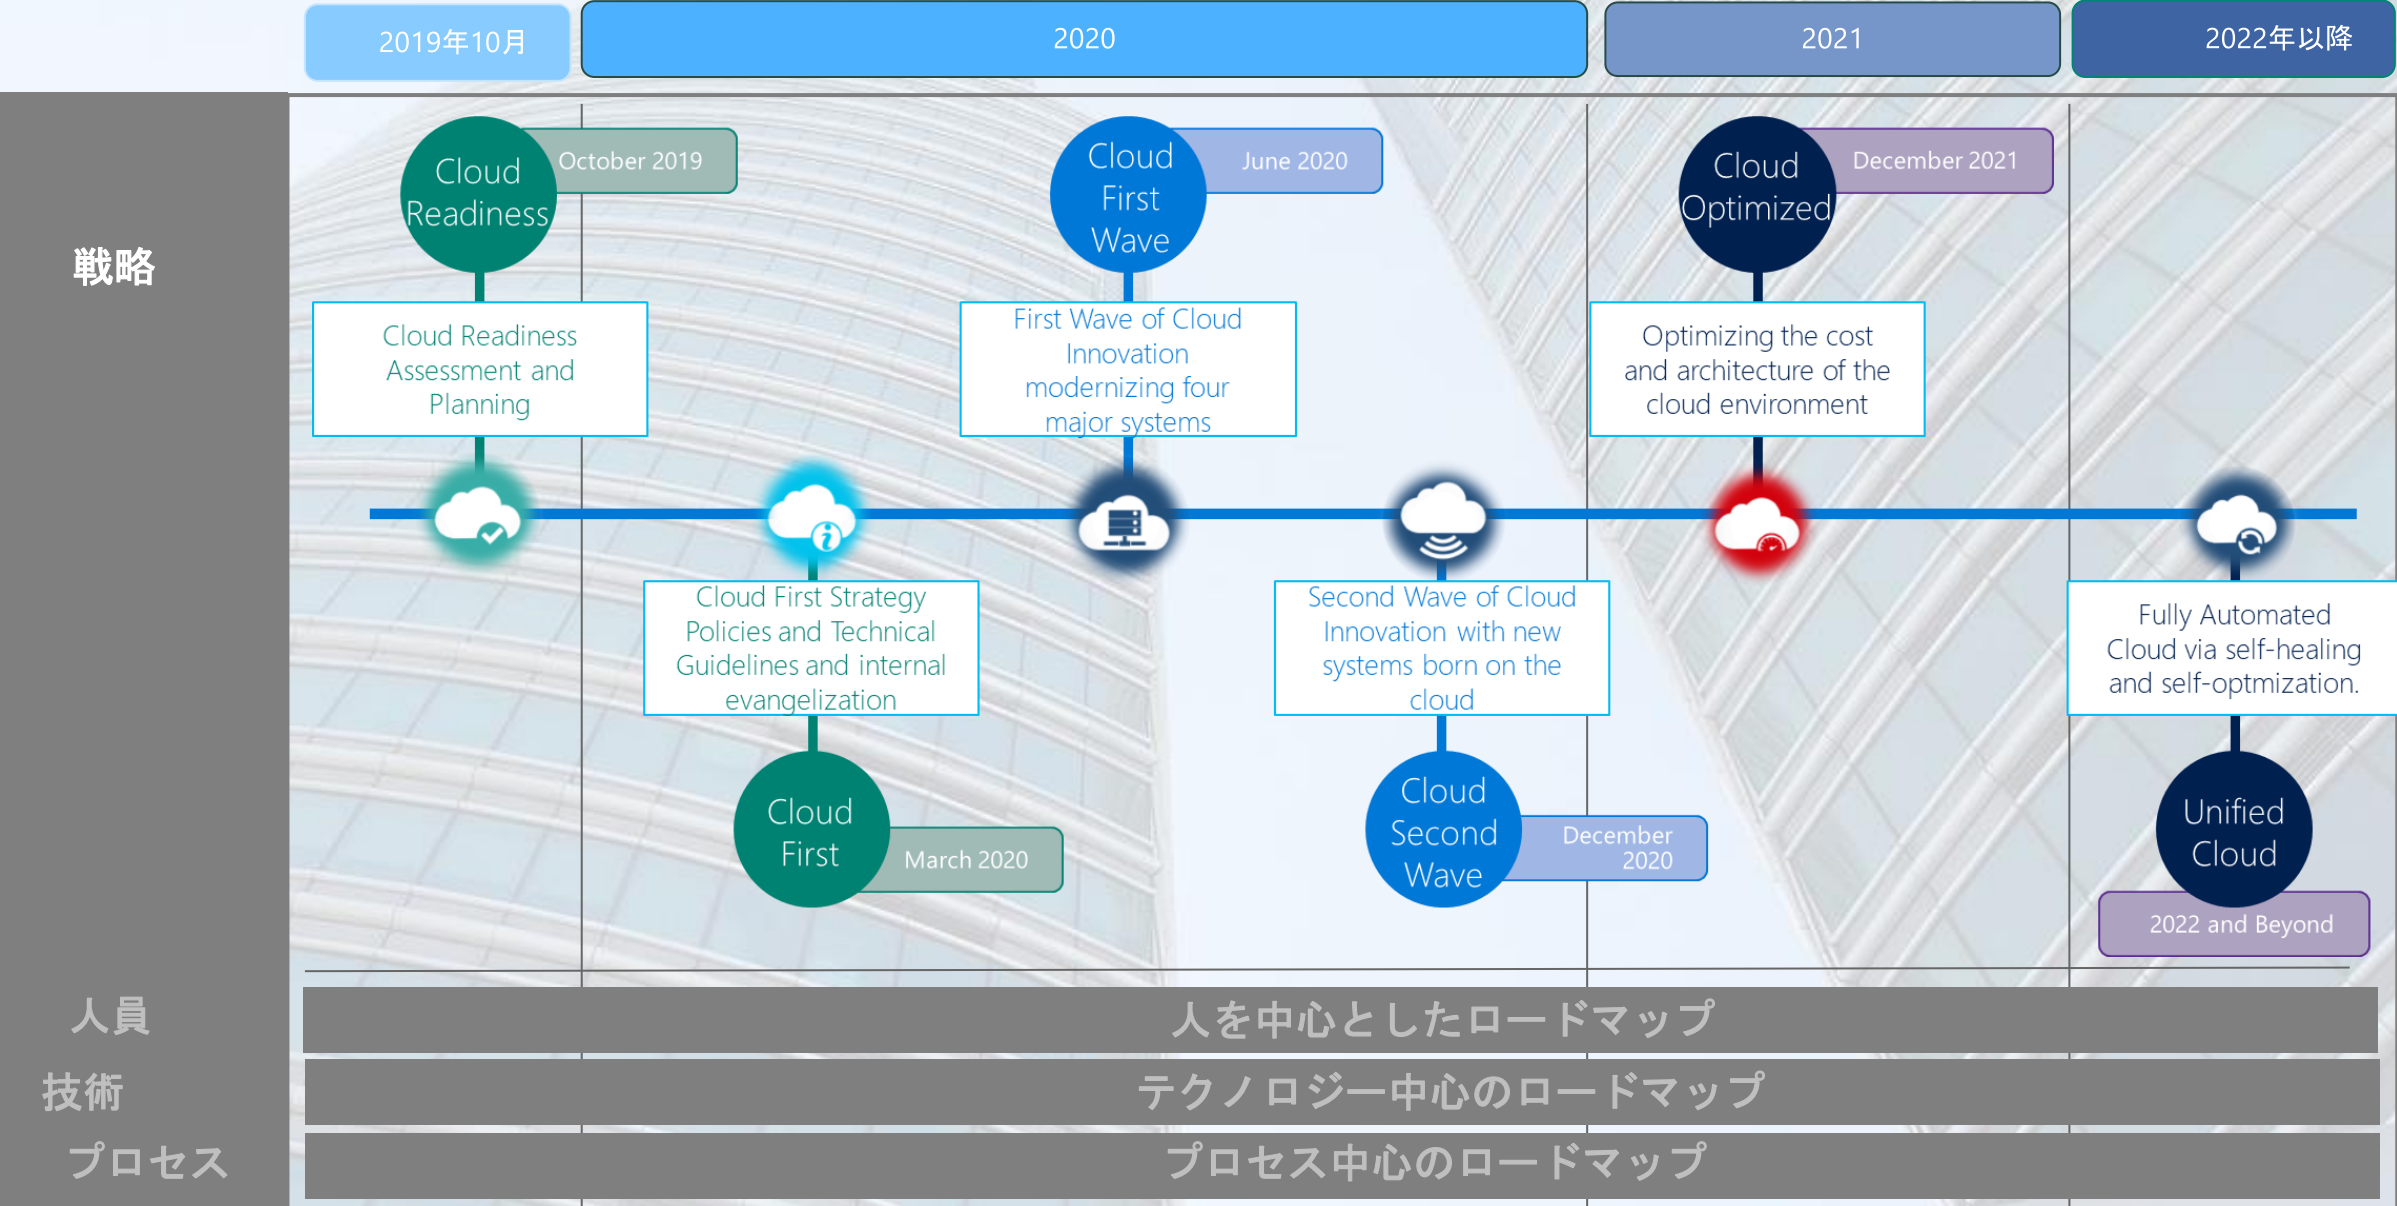 2019年10月
2020
2021
2022年以降
戦略
Cloud
Readiness
October 2019
Cloud Readiness
Assessment and
Planning
Cloud First Strategy
Policies and Technical
Guidelines and internal
evangelization
Cloud
First
March 2020
Cloud
First
Wave
June 2020
First Wave of Cloud
Innovation
modernizing four
major systems
Second Wave of Cloud
Innovation with new
systems born on the
cloud
Cloud
Second
Wave
December
2020
Cloud
Optimized
December 2021
Optimizing the cost
and architecture of the
cloud environment
Fully Automated
Cloud via self-healing
and self-optmization.
Unified
Cloud
2022 and Beyond
人員
人を中心としたロードマップ
技術
テクノロジー中心のロードマップ
プロセス
プロセス中心のロードマップ